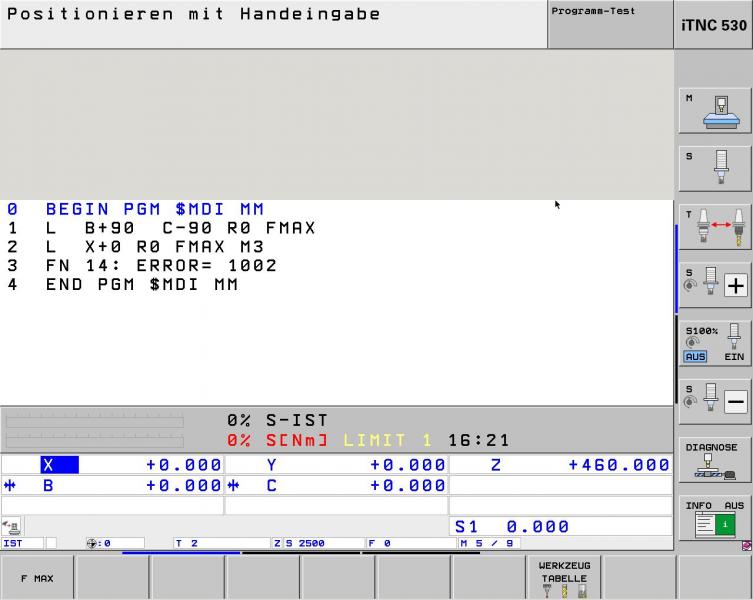 Positionieren mit Handeingabe
Programm-Test
iTNC 530
M
S
0 BEGIN PGM $MDI MM
1 L B+90 C-90 R0 FMAX
2 L X+0 R0 FMAX M3
3 FN 14: ERROR= 1002
4 END PGM $MDI MM
T
S
+
S100%
AUS EIN
S
−
0% S-IST
0% S[Nm] LIMIT 1 16:21
X +0.000 Y +0.000 Z +460.000
B +0.000 C +0.000
S1 0.000
IST :0 T 2 Z S 2500 F 0 M 5 / 9
DIAGNOSE
INFO AUS
i
F MAX
WERKZEUG
TABELLE